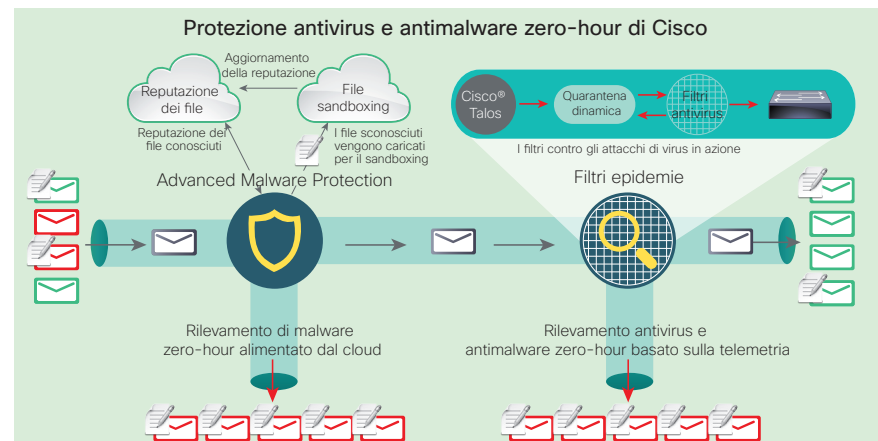 Protezione antivirus e antimalware zero-hour di Cisco
Aggiornamento
della reputazione
Reputazione
dei file
File
sandboxing
Reputazione dei
file conosciuti
I file sconosciuti
vengono caricati
per il sandboxing
Advanced Malware Protection
Cisco®
Talos
Quarantena
dinamica
Filtri
antivirus
I filtri contro gli attacchi di virus in azione
Filtri epidemie
Rilevamento di malware
zero-hour alimentato dal cloud
Rilevamento antivirus e
antimalware zero-hour basato sulla telemetria